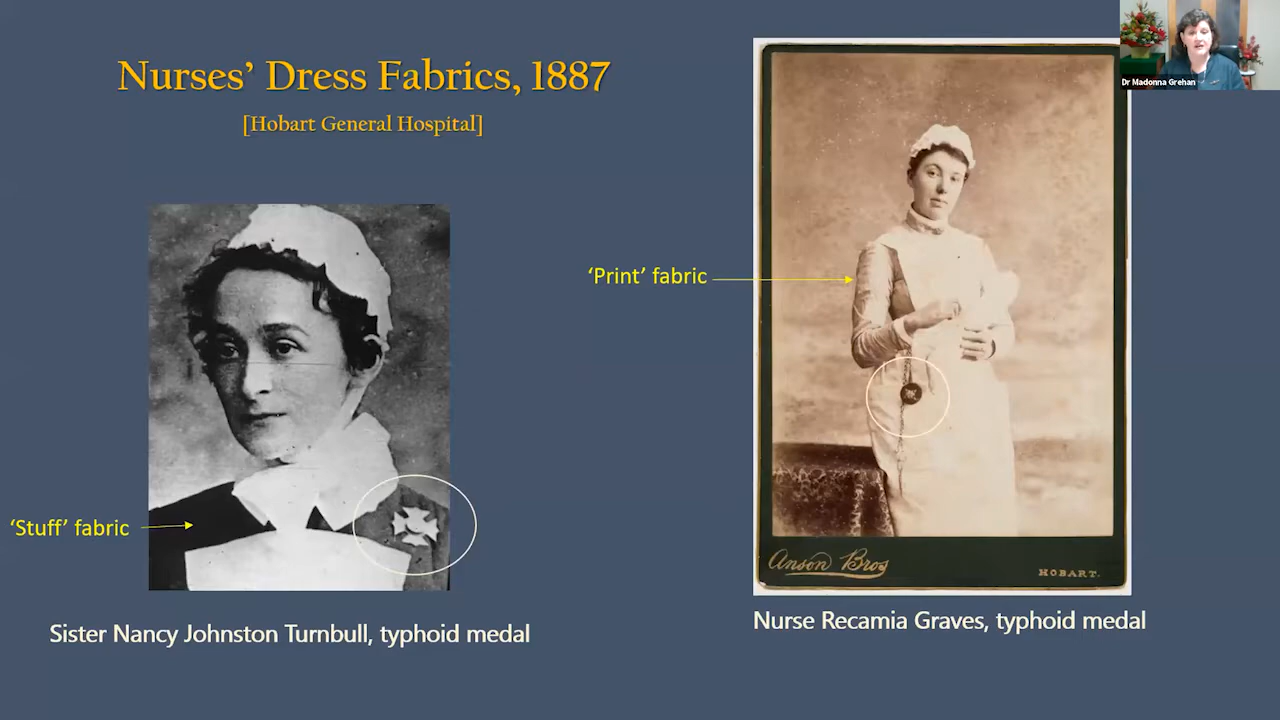 Nurses’ Dress Fabrics, 1887
[Hobart General Hospital]
Dr Madonna Grehan
‘Print’ fabric
‘Stuff’ fabric
Anson Bros
HOBART.
Sister Nancy Johnston Turnbull, typhoid medal
Nurse Recamia Graves, typhoid medal